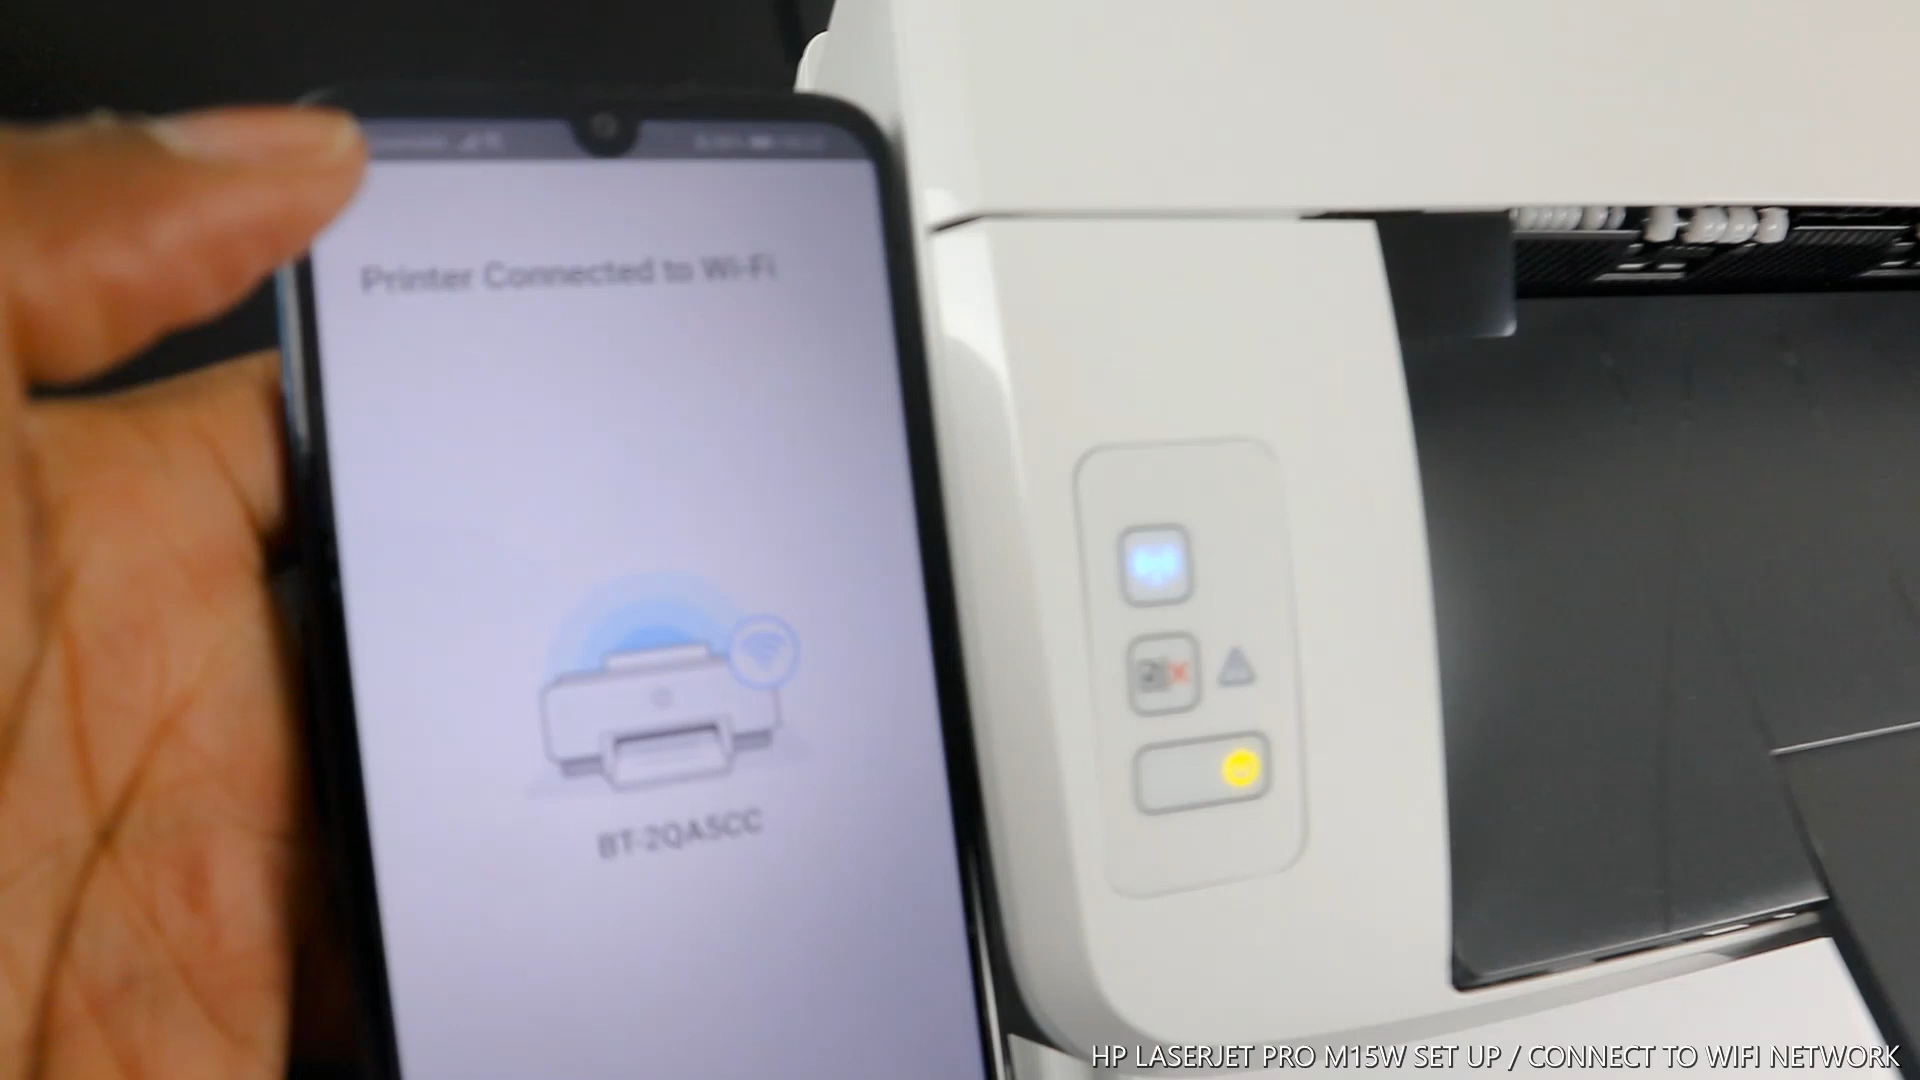 Printer Connected to Wi-Fi
BT-2QA5CC
HP LASERJET PRO M15W SET UP / CONNECT TO WIFI NETWORK